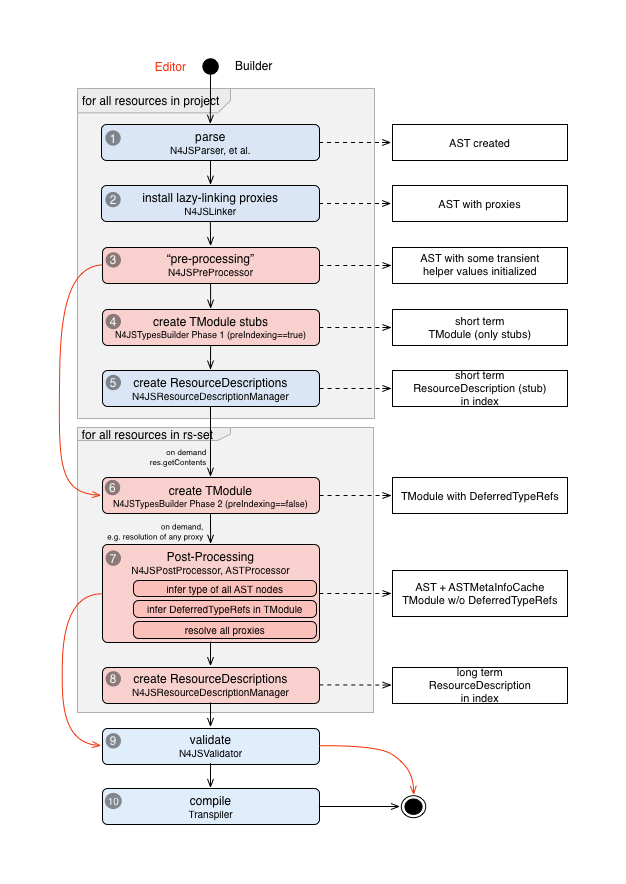 Editor
Builder
for all resources in project
1
parse
N4JSParser, et al.
AST created
2
install lazy-linking proxies
N4JSLinker
AST with proxies
3
“pre-processing”
N4JSPreProcessor
AST with some transient
helper values initialized
4
create TModule stubs
N4JSTypesBuilder Phase 1 (preIndexing==true)
short term
TModule (only stubs)
5
create ResourceDescriptions
N4JSResourceDescriptionManager
short term
ResourceDescription (stub)
in index
for all resources in rs-set
on demand
res.getContents
6
create TModule
N4JSTypesBuilder Phase 2 (preIndexing==false)
TModule with DeferredTypeRefs
on demand,
e.g. resolution of any proxy
7
Post-Processing
N4JSPostProcessor, ASTProcessor
infer type of all AST nodes
infer DeferredTypeRefs in TModule
resolve all proxies
AST + ASTMetaInfoCache
TModule w/o DeferredTypeRefs
8
create ResourceDescriptions
N4JSResourceDescriptionManager
long term
ResourceDescription
in index
9
validate
N4JSValidator
10
compile
Transpiler